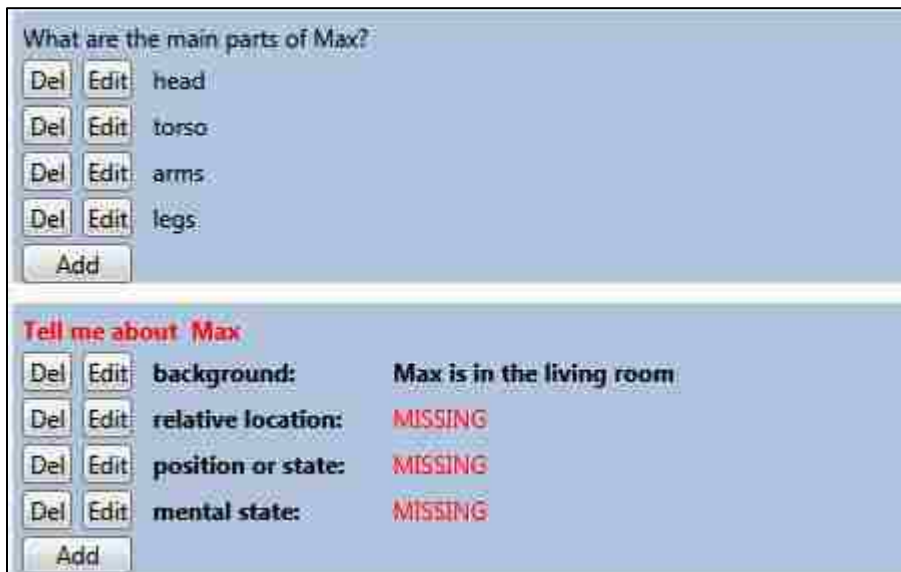 What are the main parts of Max?
Del Edit head
Del Edit torso
Del Edit arms
Del Edit legs
Add
Tell me about Max
Del Edit background: Max is in the living room
Del Edit relative location: MISSING
Del Edit position or state: MISSING
Del Edit mental state: MISSING
Add